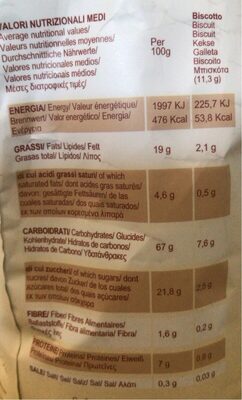 VALORI NUTRIZIONALI MEDI
Average nutritional values/
Valeurs nutritionnelles moyennes/
Durchschnittliche Nährwerte/
Valores nutricionales medios/
Valores nutricionais médios/
Μέσες διατροφικές τιμές/
Per
100g
Biscotto
Biscuit
Biscuit
Kekse
Galleta
Biscoito
Μπισκότα
(11,3 g)
ENERGIA/ Energy/ Valeur énergétique/ 1997 KJ 225,7 KJ
Brennwert/ Valor energético/ Energia/ 476 Kcal 53,8 Kcal
Ενέργεια
GRASSI/ Fats/ Lipides/ Fett 19 g 2,1 g
Grasas total/ Lípidos/ Λίπος
di cui acidi grassi saturi/ of which
saturated fats/ dont acides gras saturés/
davon: gesättigte Fettsäuren/ de las 4,6 g 0,5 g
cuales saturadas/ dos quais saturados/
εκ των οποίων κορεσμένα λιπαρά
CARBOIDRATI/ Carbohydrates/ Glucides/
Kohlenhydrate/ Hidratos de carbonos/ 67 g 7,6 g
Hidratos de Carbono/ Υδατάνθρακες
di cui zuccheri/ of which sugars/ dont
sucres/ davon Zucker/ de los cuales 21,8 g 2,5 g
azúcares total/ dos quais açúcares/
εκ των οποίων σάκχαρα
FIBRE/ Fibre/ Fibres Alimentaires/
Ballaststoffe/ Fibra alimentaria/ Fibra/ 1,6 g 0,2 g
PROTEINE/ Proteins/ Protéines/ Eiweiß 7 g 0,8 g
Πρωτεΐνες
SALE/ Salt/ Sel/ Salz/ Sal/ Sal/ Αλάτι 0,3 g 0,03 g